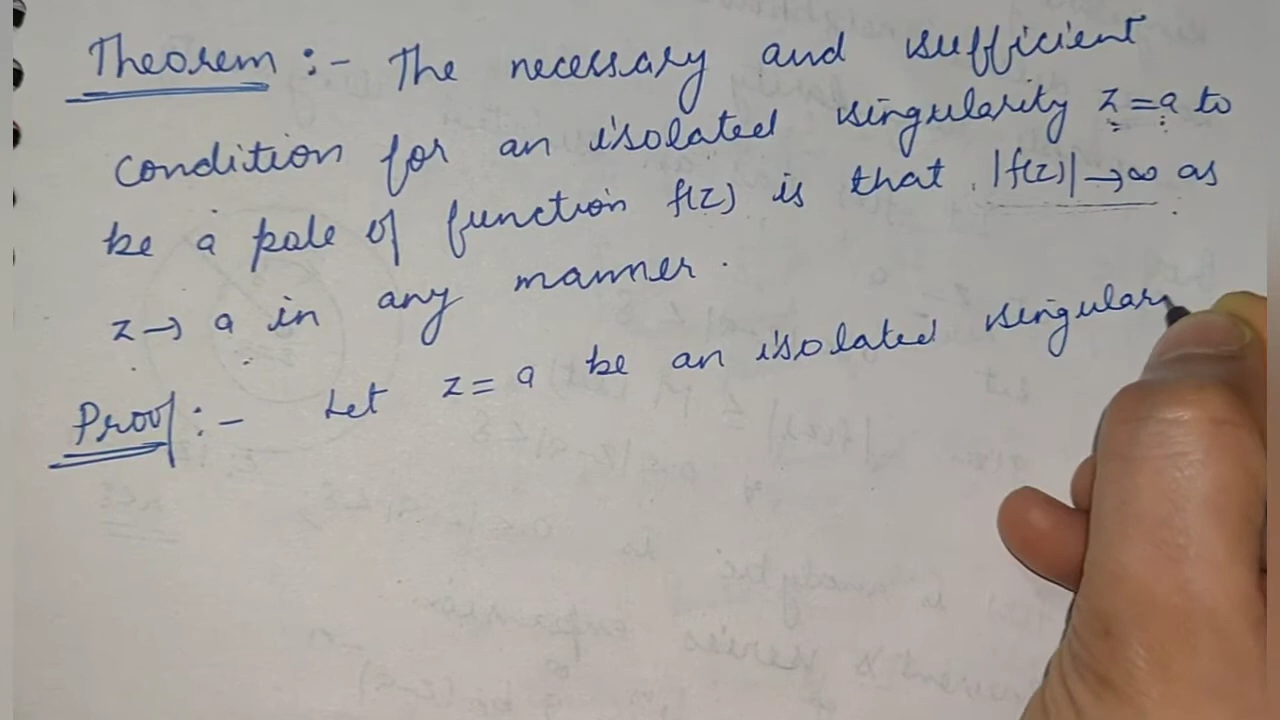 Theorem :- The necessary and sufficient
condition for an isolated singularity z = a to
be a pole of function f(z) is that |f(z)| → ∞ as
z → a in any manner.
Proof :- Let z = a be an isolated singular